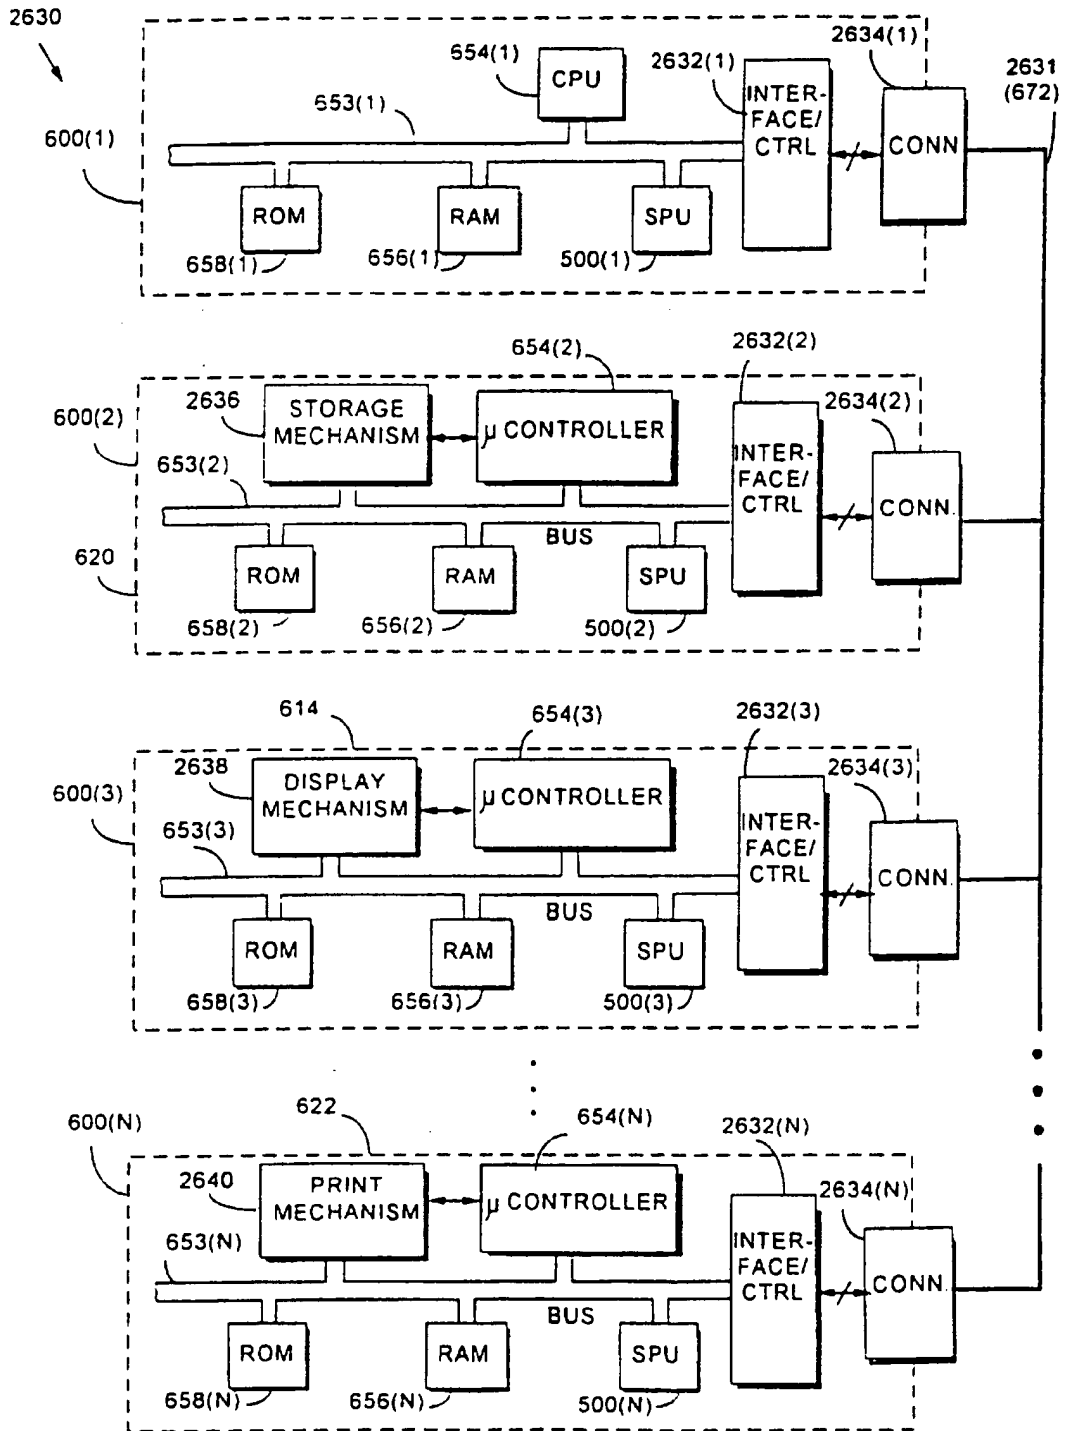 2630
600(1)
653(1)
654(1)
CPU
2632(1)
INTER-
FACE/
CTRL
2634(1)
CONN
2631
(672)
ROM
658(1)
RAM
656(1)
SPU
500(1)
600(2)
620
2636
STORAGE
MECHANISM
654(2)
µ CONTROLLER
2632(2)
INTER-
FACE/
CTRL
2634(2)
CONN.
653(2)
BUS
ROM
658(2)
RAM
656(2)
SPU
500(2)
614
600(3)
2638
DISPLAY
MECHANISM
654(3)
µ CONTROLLER
2632(3)
INTER-
FACE/
CTRL
2634(3)
CONN.
653(3)
BUS
ROM
658(3)
RAM
656(3)
SPU
500(3)
600(N)
622
2640
PRINT
MECHANISM
654(N)
µ CONTROLLER
2632(N)
INTER-
FACE/
CTRL
2634(N)
CONN.
653(N)
BUS
ROM
658(N)
RAM
656(N)
SPU
500(N)